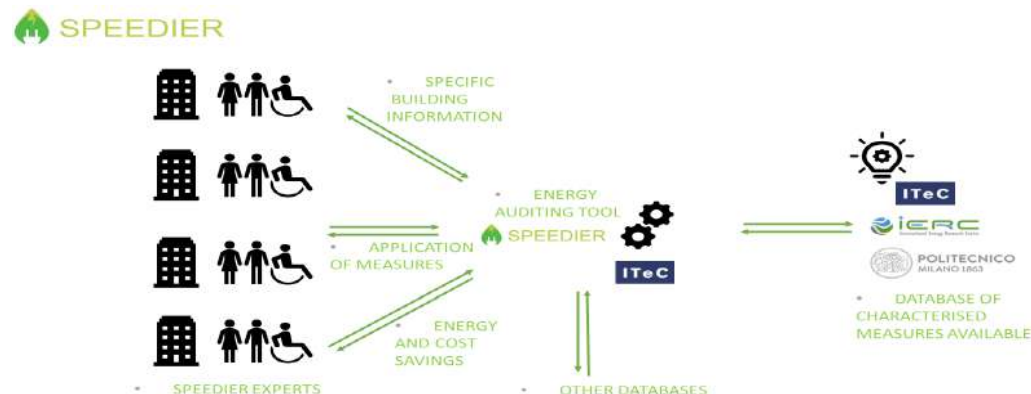 SPEEDIER
• SPECIFIC
BUILDING
INFORMATION
• ENERGY
AUDITING TOOL
SPEEDIER
ITeC
• APPLICATION
OF MEASURES
• ENERGY
AND COST
SAVINGS
• SPEEDIER EXPERTS
• OTHER DATABASES
ITeC
iERC
POLITECNICO
MILANO 1863
• DATABASE OF
CHARACTERISED
MEASURES AVAILABLE